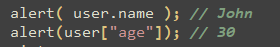 alert( user.name ); // John
alert(user["age"]); // 30